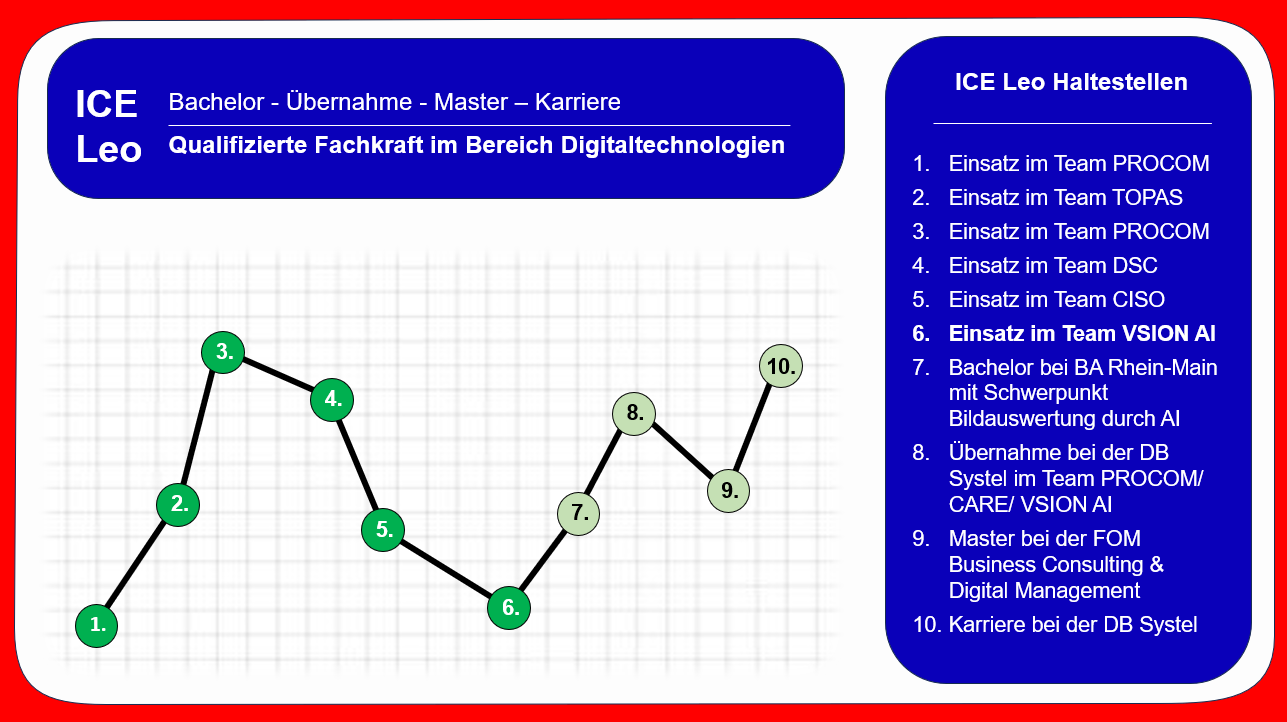 ICE
Leo
Bachelor - Übernahme - Master – Karriere
Qualifizierte Fachkraft im Bereich Digitaltechnologien
1.
2.
3.
4.
5.
6.
7.
8.
9.
10.
ICE Leo Haltestellen
1. Einsatz im Team PROCOM
2. Einsatz im Team TOPAS
3. Einsatz im Team PROCOM
4. Einsatz im Team DSC
5. Einsatz im Team CISO
6. Einsatz im Team VSION AI
7. Bachelor bei BA Rhein-Main
mit Schwerpunkt
Bildauswertung durch AI
8. Übernahme bei der DB
Systel im Team PROCOM/
CARE/ VSION AI
9. Master bei der FOM
Business Consulting &
Digital Management
10. Karriere bei der DB Systel